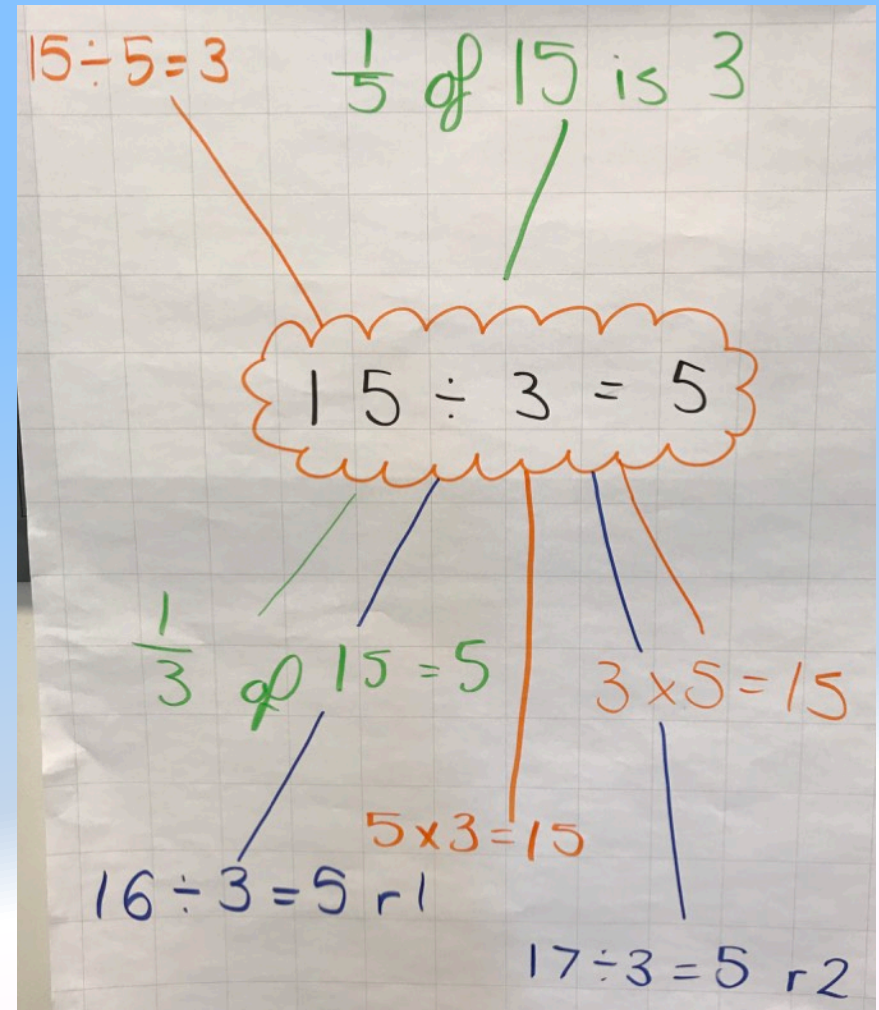 15÷5=3
1/5 of 15 is 3
15 ÷ 3 = 5
1/3 of 15 = 5
3×5=15
5×3=15
16÷3=5 r1
17÷3=5 r2